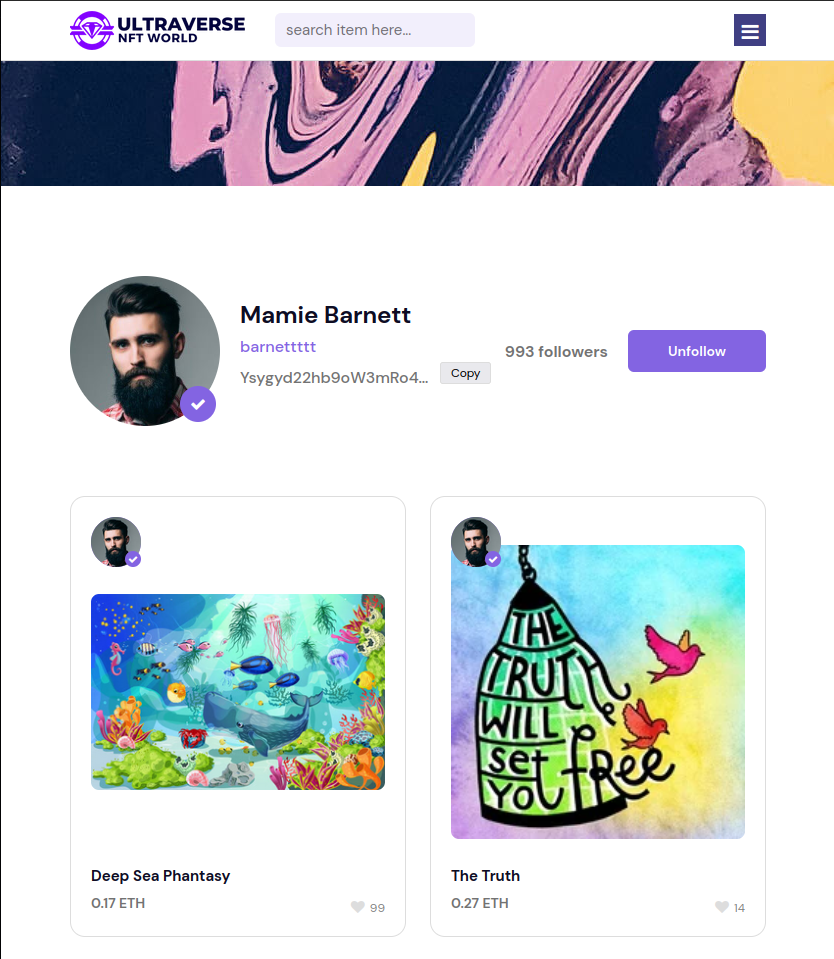 ULTRAVERSE
NFT WORLD
search item here...
Mamie Barnett
barnettttt
Ysygyd22hb9oW3mRo4...
Copy
993 followers
Unfollow
THE
TRUTH
WILL
set
YOU
fRee
Deep Sea Phantasy
0.17 ETH
99
The Truth
0.27 ETH
14